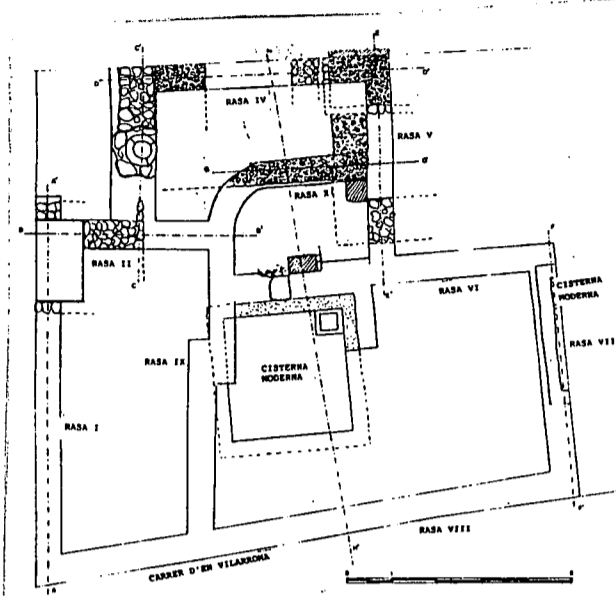 C'
E
D'
D'
RASA IV
RASA V
G
G'
A'
RASA X
B
B'
RASA II
C
E'
F
RASA VI
CISTERNA
MODERNA
RASA IX
CISTERNA
MODERNA
RASA VII
RASA I
F'
RASA VIII
H'
CARRER D'EN VILARROMA
A